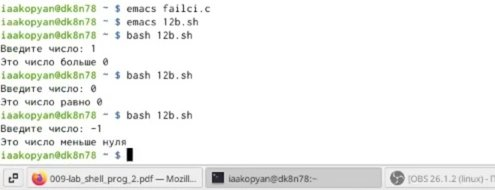 iaakopyan@dk8n78 ~ $ emacs failci.c
iaakopyan@dk8n78 ~ $ emacs 12b.sh
iaakopyan@dk8n78 ~ $ bash 12b.sh
Введите число: 1
Это число больше 0
iaakopyan@dk8n78 ~ $ bash 12b.sh
Введите число: 0
Это число равно 0
iaakopyan@dk8n78 ~ $ bash 12b.sh
Введите число: -1
Это число меньше нуля
iaakopyan@dk8n78 ~ $
009-lab_shell_prog_2.pdf — Mozill... iaakopyan@dk8n78:~ [OBS 26.1.2 (linux) - П